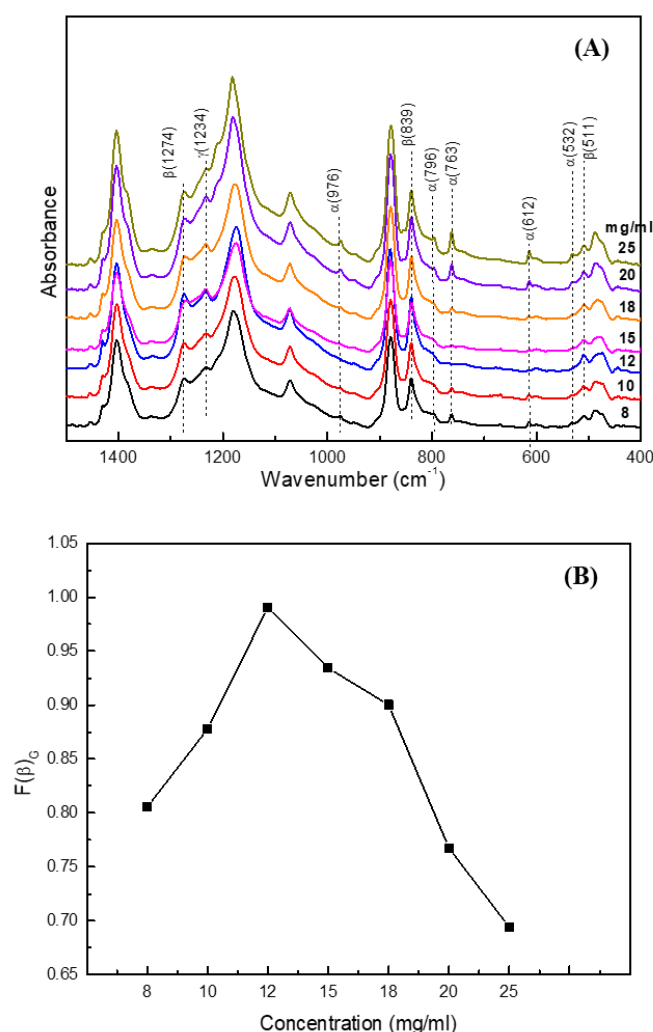 (A)
Absorbance
β(1274)
γ(1234)
α(976)
β(839)
α(796)
α(763)
α(612)
α(532)
β(511)
mg/ml
25
20
18
15
12
10
8
1400 1200 1000 800 600 400
Wavenumber (cm⁻¹)
(B)
F(β)G
1.05
1.00
0.95
0.90
0.85
0.80
0.75
0.70
0.65
8 10 12 15 18 20 25
Concentration (mg/ml)